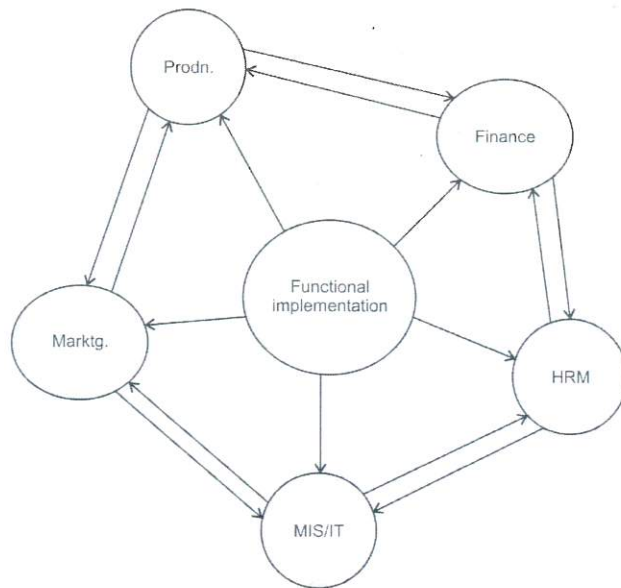 Prodn.
Finance
Functional
implementation
Marktg.
HRM
MIS/IT